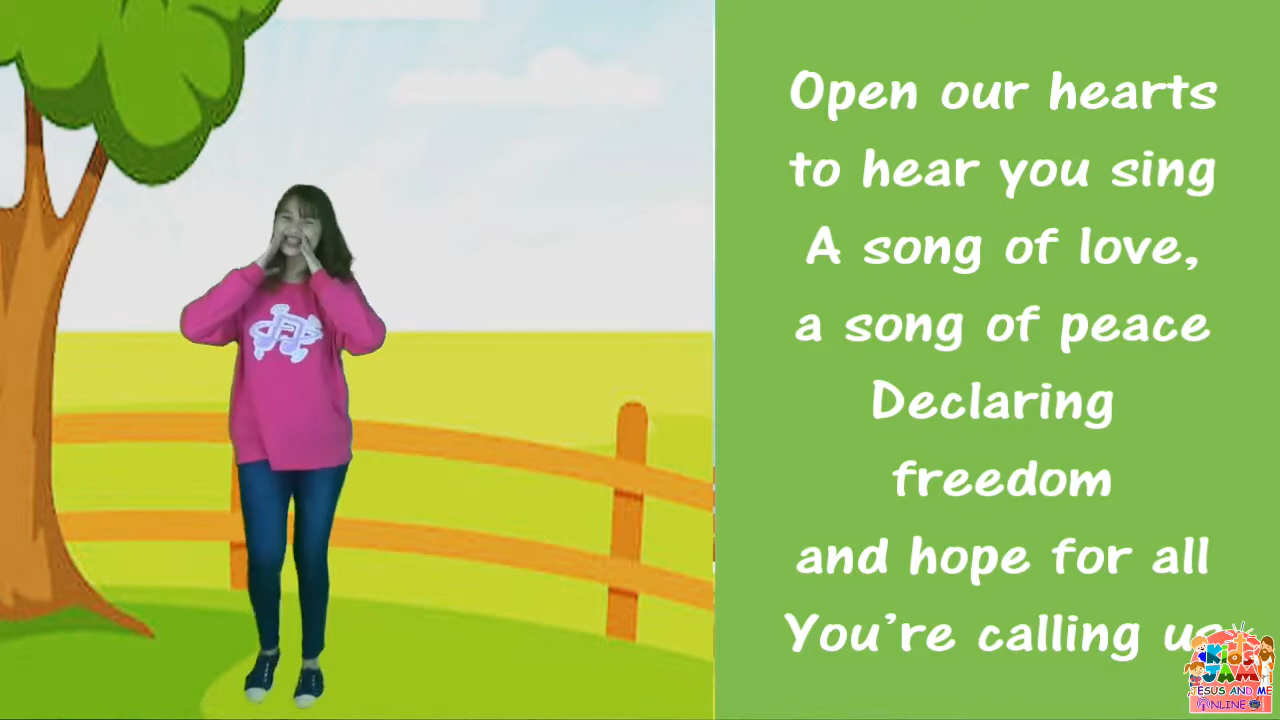 Open our hearts
to hear you sing
A song of love,
a song of peace
Declaring
freedom
and hope for all
You're calling us
Kids
JAM
JESUS AND ME
ONLINE